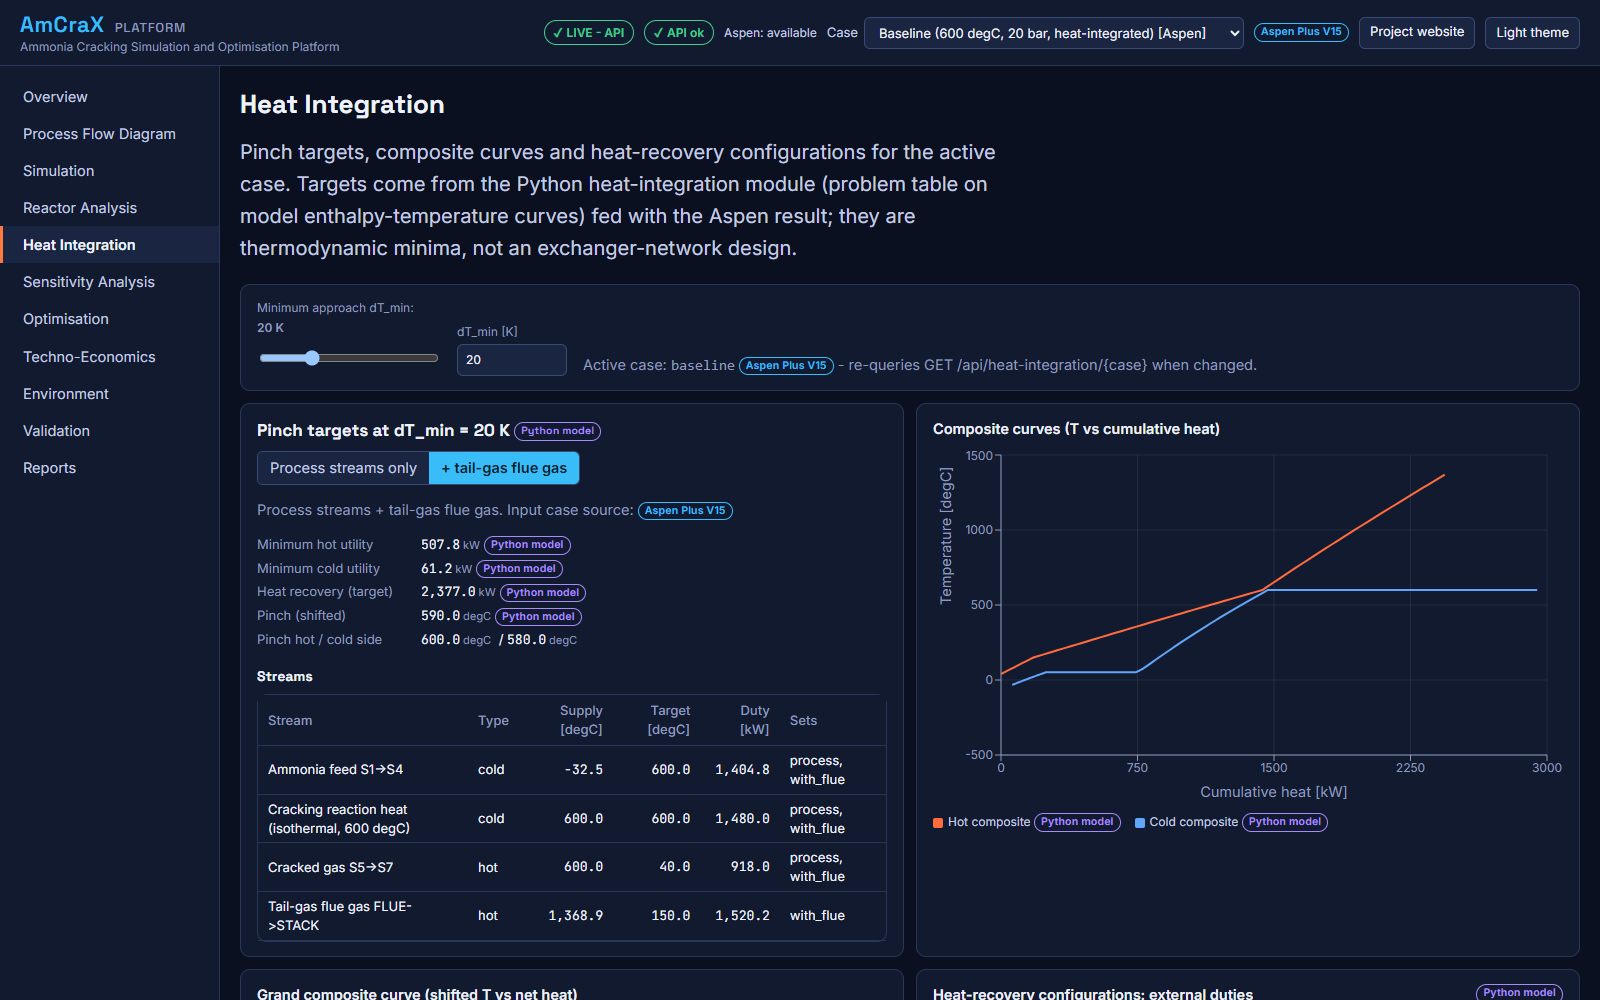 AmCraX PLATFORM
Ammonia Cracking Simulation and Optimisation Platform
✓ LIVE - API
✓ API ok
Aspen: available
Case
Baseline (600 degC, 20 bar, heat-integrated) [Aspen]
Aspen Plus V15
Project website
Light theme
Overview
Process Flow Diagram
Simulation
Reactor Analysis
Heat Integration
Sensitivity Analysis
Optimisation
Techno-Economics
Environment
Validation
Reports
Heat Integration
Pinch targets, composite curves and heat-recovery configurations for the active
case. Targets come from the Python heat-integration module (problem table on
model enthalpy-temperature curves) fed with the Aspen result; they are
thermodynamic minima, not an exchanger-network design.
Minimum approach dT_min:
20 K
dT_min [K]
20
Active case: baseline Aspen Plus V15 - re-queries GET /api/heat-integration/{case} when changed.
Pinch targets at dT_min = 20 K Python model
Process streams only
+ tail-gas flue gas
Process streams + tail-gas flue gas. Input case source: Aspen Plus V15
Minimum hot utility 507.8 kW Python model
Minimum cold utility 61.2 kW Python model
Heat recovery (target) 2,377.0 kW Python model
Pinch (shifted) 590.0 degC Python model
Pinch hot / cold side 600.0 degC / 580.0 degC
Streams
Stream Type Supply [degC] Target [degC] Duty [kW] Sets
Ammonia feed S1→S4 cold -32.5 600.0 1,404.8 process, with_flue
Cracking reaction heat (isothermal, 600 degC) cold 600.0 600.0 1,480.0 process, with_flue
Cracked gas S5→S7 hot 600.0 40.0 918.0 process, with_flue
Tail-gas flue gas FLUE->STACK hot 1,368.9 150.0 1,520.2 with_flue
Composite curves (T vs cumulative heat)
Temperature [degC]
1500
1000
500
0
-500
0 750 1500 2250 3000
Cumulative heat [kW]
Hot composite Python model
Cold composite Python model
Grand composite curve (shifted T vs net heat)
Heat-recovery configurations: external duties
Python model